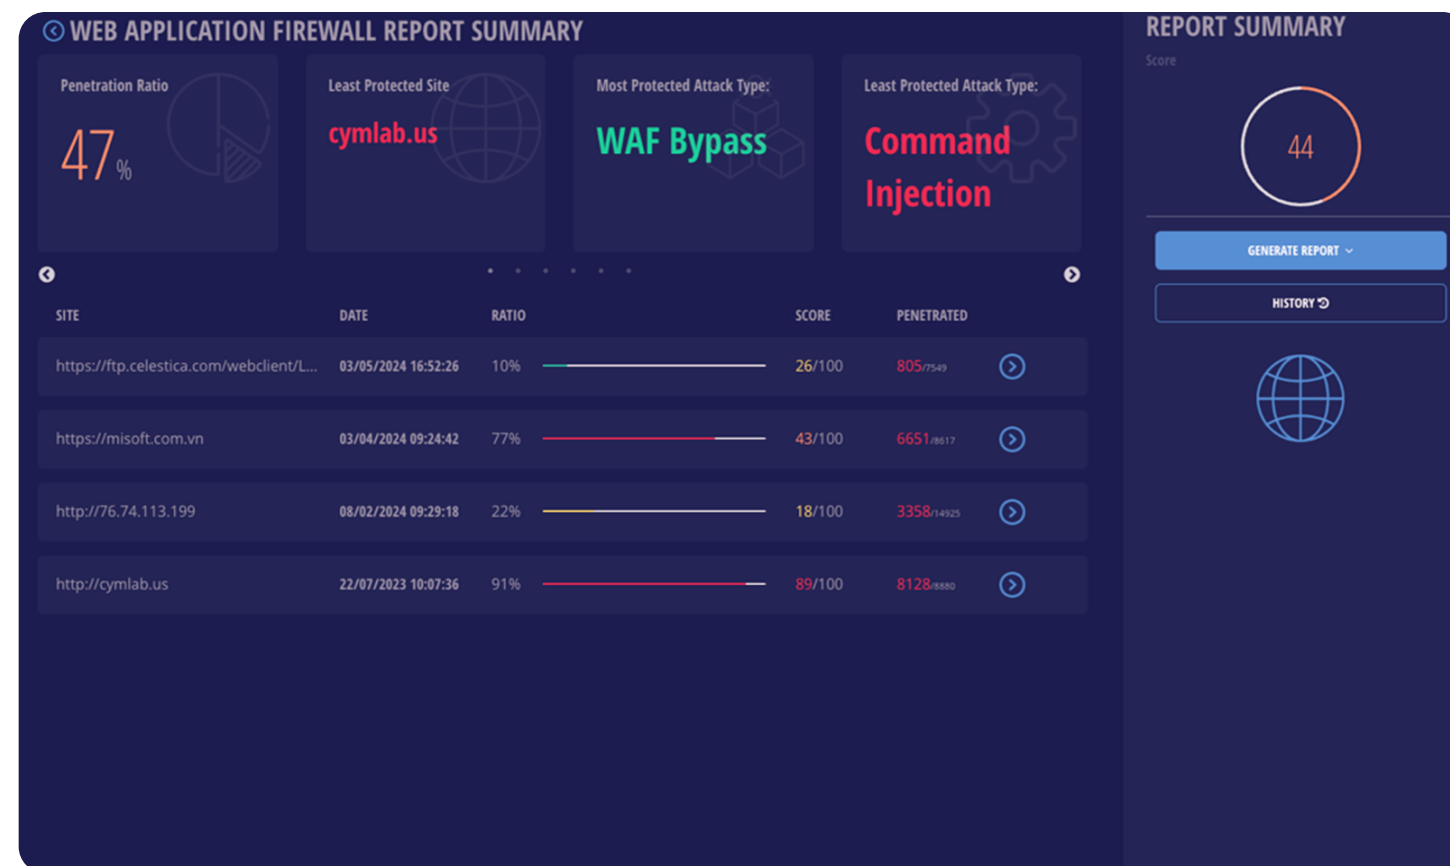 WEB APPLICATION FIREWALL REPORT SUMMARY
Penetration Ratio
47%
Least Protected Site
cymlab.us
Most Protected Attack Type:
WAF Bypass
Least Protected Attack Type:
Command
Injection
SITE DATE RATIO SCORE PENETRATED
https://ftp.celestica.com/webclient/L... 03/05/2024 16:52:26 10% 26/100 805/7549
https://misoft.com.vn 03/04/2024 09:24:42 77% 43/100 6651/8617
http://76.74.113.199 08/02/2024 09:29:18 22% 18/100 3358/14925
http://cymlab.us 22/07/2023 10:07:36 91% 89/100 8128/8880
REPORT SUMMARY
Score
44
GENERATE REPORT
HISTORY